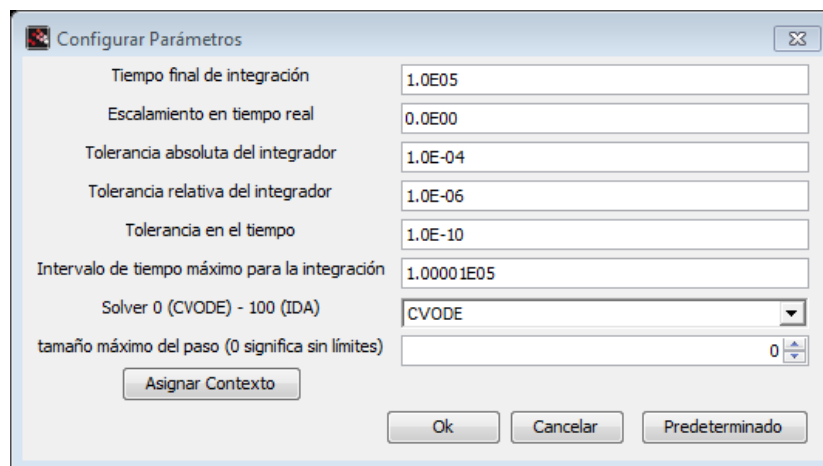 Configurar Parámetros
Tiempo final de integración 1.0E05
Escalamiento en tiempo real 0.0E00
Tolerancia absoluta del integrador 1.0E-04
Tolerancia relativa del integrador 1.0E-06
Tolerancia en el tiempo 1.0E-10
Intervalo de tiempo máximo para la integración 1.00001E05
Solver 0 (CVODE) - 100 (IDA) CVODE
tamaño máximo del paso (0 significa sin límites) 0
Asignar Contexto
Ok Cancelar Predeterminado